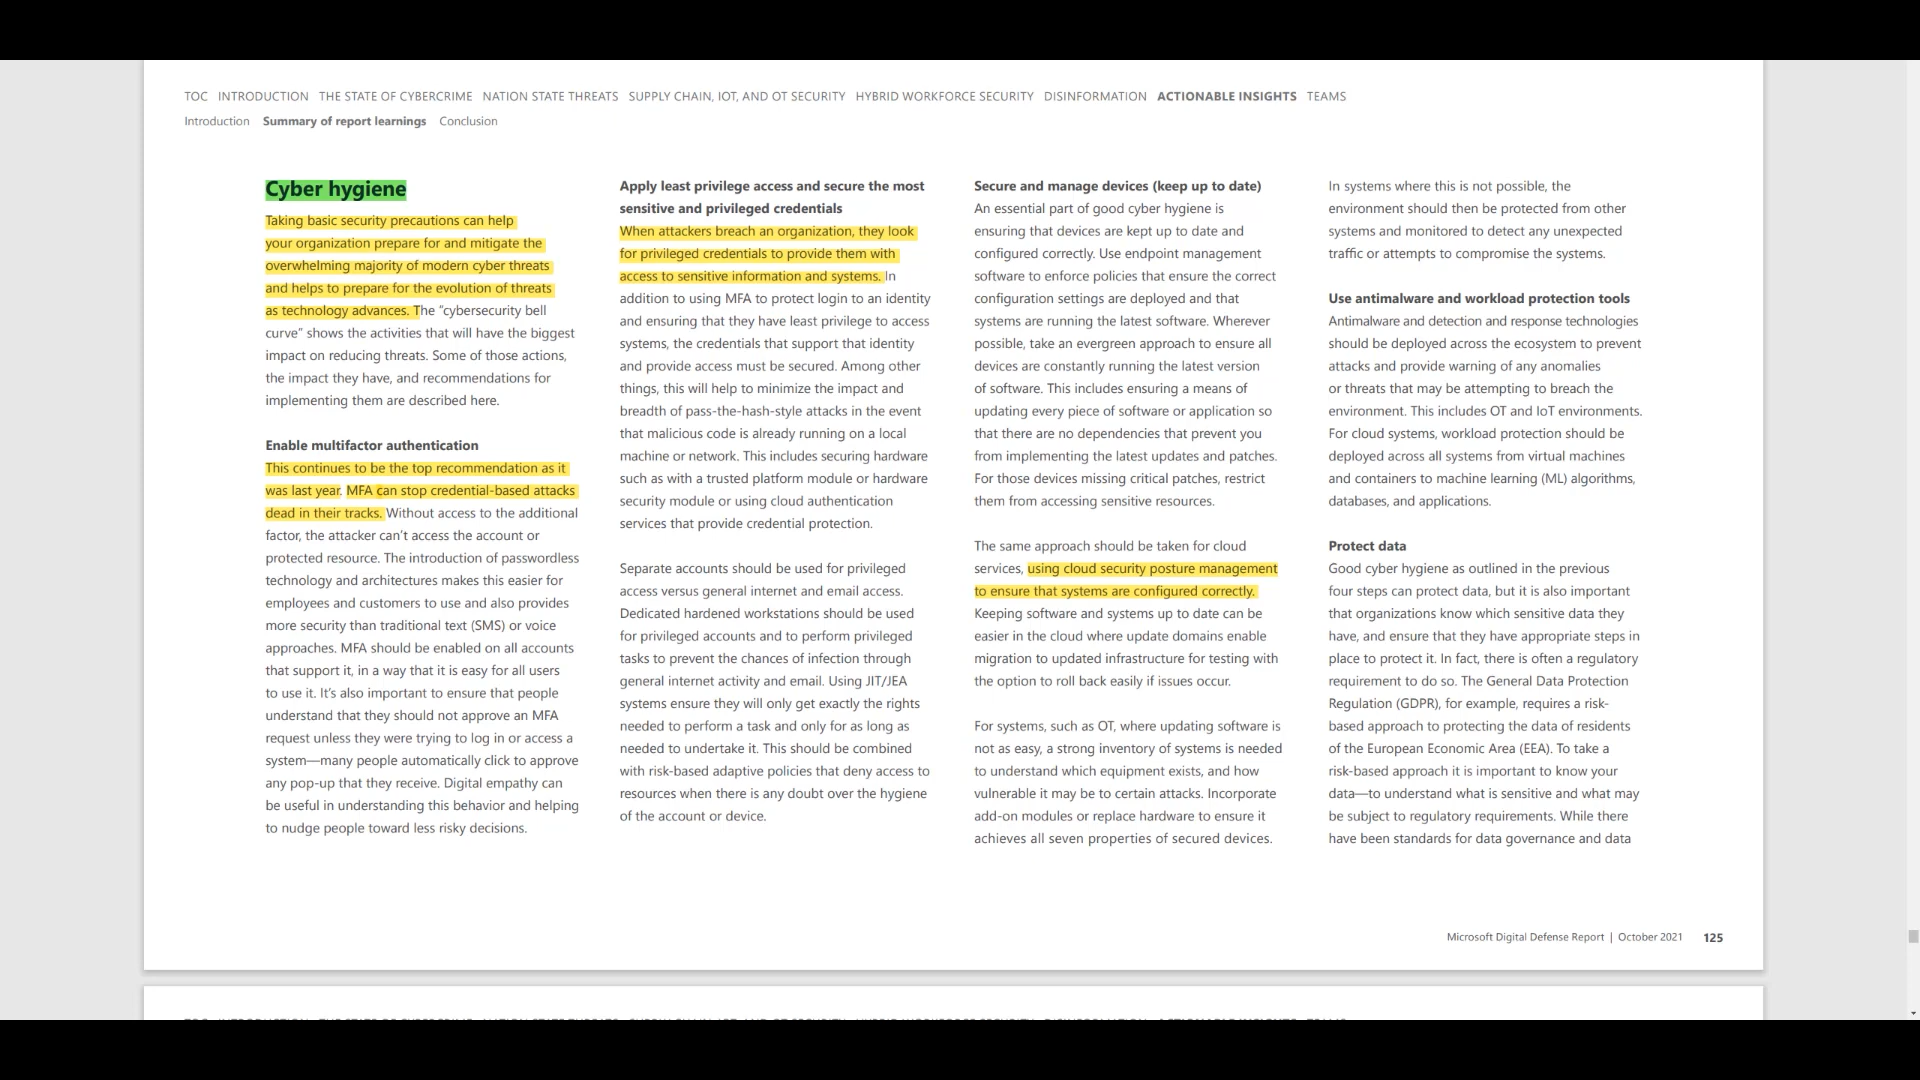 TOC INTRODUCTION THE STATE OF CYBERCRIME NATION STATE THREATS SUPPLY CHAIN, IOT, AND OT SECURITY HYBRID WORKFORCE SECURITY DISINFORMATION ACTIONABLE INSIGHTS TEAMS
Introduction Summary of report learnings Conclusion
Cyber hygiene
Taking basic security precautions can help
your organization prepare for and mitigate the
overwhelming majority of modern cyber threats
and helps to prepare for the evolution of threats
as technology advances. The “cybersecurity bell
curve” shows the activities that will have the biggest
impact on reducing threats. Some of those actions,
the impact they have, and recommendations for
implementing them are described here.
Enable multifactor authentication
This continues to be the top recommendation as it
was last year. MFA can stop credential-based attacks
dead in their tracks. Without access to the additional
factor, the attacker can’t access the account or
protected resource. The introduction of passwordless
technology and architectures makes this easier for
employees and customers to use and also provides
more security than traditional text (SMS) or voice
approaches. MFA should be enabled on all accounts
that support it, in a way that it is easy for all users
to use it. It’s also important to ensure that people
understand that they should not approve an MFA
request unless they were trying to log in or access a
system—many people automatically click to approve
any pop-up that they receive. Digital empathy can
be useful in understanding this behavior and helping
to nudge people toward less risky decisions.
Apply least privilege access and secure the most
sensitive and privileged credentials
When attackers breach an organization, they look
for privileged credentials to provide them with
access to sensitive information and systems. In
addition to using MFA to protect login to an identity
and ensuring that they have least privilege to access
systems, the credentials that support that identity
and provide access must be secured. Among other
things, this will help to minimize the impact and
breadth of pass-the-hash-style attacks in the event
that malicious code is already running on a local
machine or network. This includes securing hardware
such as with a trusted platform module or hardware
security module or using cloud authentication
services that provide credential protection.
Separate accounts should be used for privileged
access versus general internet and email access.
Dedicated hardened workstations should be used
for privileged accounts and to perform privileged
tasks to prevent the chances of infection through
general internet activity and email. Using JIT/JEA
systems ensure they will only get exactly the rights
needed to perform a task and only for as long as
needed to undertake it. This should be combined
with risk-based adaptive policies that deny access to
resources when there is any doubt over the hygiene
of the account or device.
Secure and manage devices (keep up to date)
An essential part of good cyber hygiene is
ensuring that devices are kept up to date and
configured correctly. Use endpoint management
software to enforce policies that ensure the correct
configuration settings are deployed and that
systems are running the latest software. Wherever
possible, take an evergreen approach to ensure all
devices are constantly running the latest version
of software. This includes ensuring a means of
updating every piece of software or application so
that there are no dependencies that prevent you
from implementing the latest updates and patches.
For those devices missing critical patches, restrict
them from accessing sensitive resources.
The same approach should be taken for cloud
services, using cloud security posture management
to ensure that systems are configured correctly.
Keeping software and systems up to date can be
easier in the cloud where update domains enable
migration to updated infrastructure for testing with
the option to roll back easily if issues occur.
For systems, such as OT, where updating software is
not as easy, a strong inventory of systems is needed
to understand which equipment exists, and how
vulnerable it may be to certain attacks. Incorporate
add-on modules or replace hardware to ensure it
achieves all seven properties of secured devices.
In systems where this is not possible, the
environment should then be protected from other
systems and monitored to detect any unexpected
traffic or attempts to compromise the systems.
Use antimalware and workload protection tools
Antimalware and detection and response technologies
should be deployed across the ecosystem to prevent
attacks and provide warning of any anomalies
or threats that may be attempting to breach the
environment. This includes OT and IoT environments.
For cloud systems, workload protection should be
deployed across all systems from virtual machines
and containers to machine learning (ML) algorithms,
databases, and applications.
Protect data
Good cyber hygiene as outlined in the previous
four steps can protect data, but it is also important
that organizations know which sensitive data they
have, and ensure that they have appropriate steps in
place to protect it. In fact, there is often a regulatory
requirement to do so. The General Data Protection
Regulation (GDPR), for example, requires a risk-
based approach to protecting the data of residents
of the European Economic Area (EEA). To take a
risk-based approach it is important to know your
data—to understand what is sensitive and what may
be subject to regulatory requirements. While there
have been standards for data governance and data
Microsoft Digital Defense Report | October 2021 125